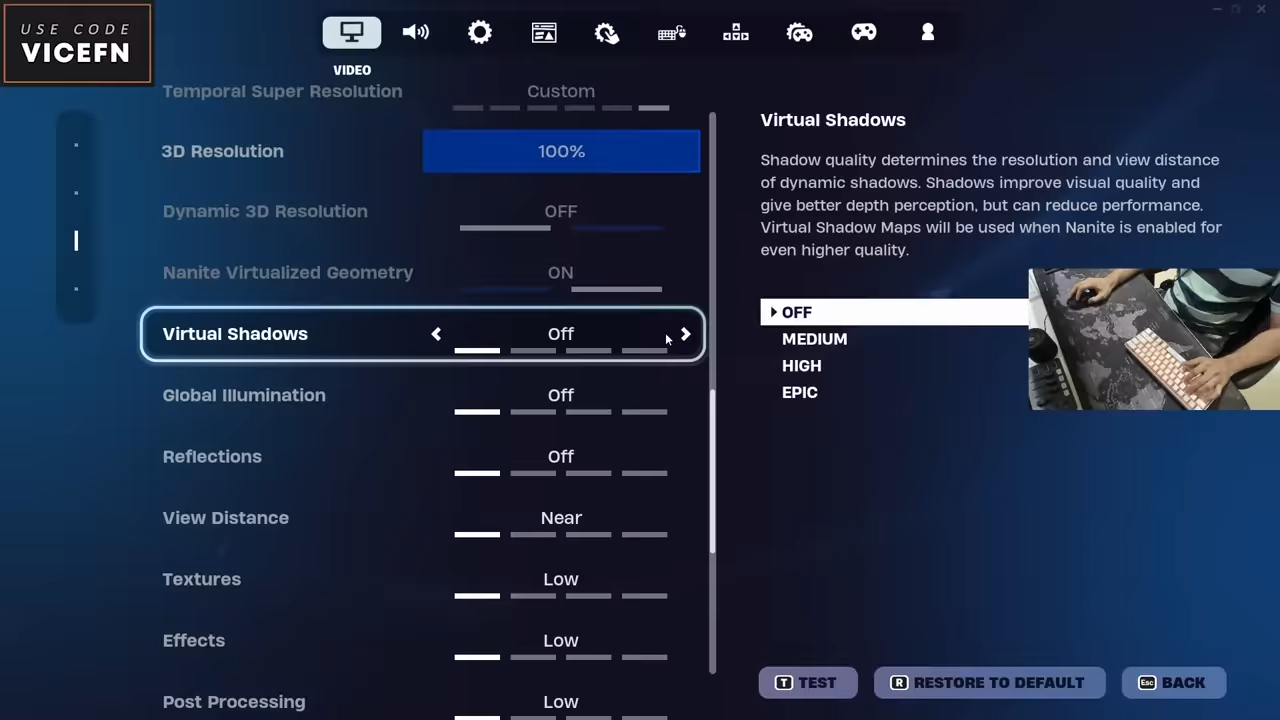 USE CODE
VICEFN
VIDEO
Temporal Super Resolution Custom
3D Resolution 100%
Dynamic 3D Resolution OFF
Nanite Virtualized Geometry ON
Virtual Shadows Off
Global Illumination Off
Reflections Off
View Distance Near
Textures Low
Effects Low
Post Processing Low
Virtual Shadows
Shadow quality determines the resolution and view distance
of dynamic shadows. Shadows improve visual quality and
give better depth perception, but can reduce performance.
Virtual Shadow Maps will be used when Nanite is enabled for
even higher quality.
OFF
MEDIUM
HIGH
EPIC
T TEST
R RESTORE TO DEFAULT
Esc BACK